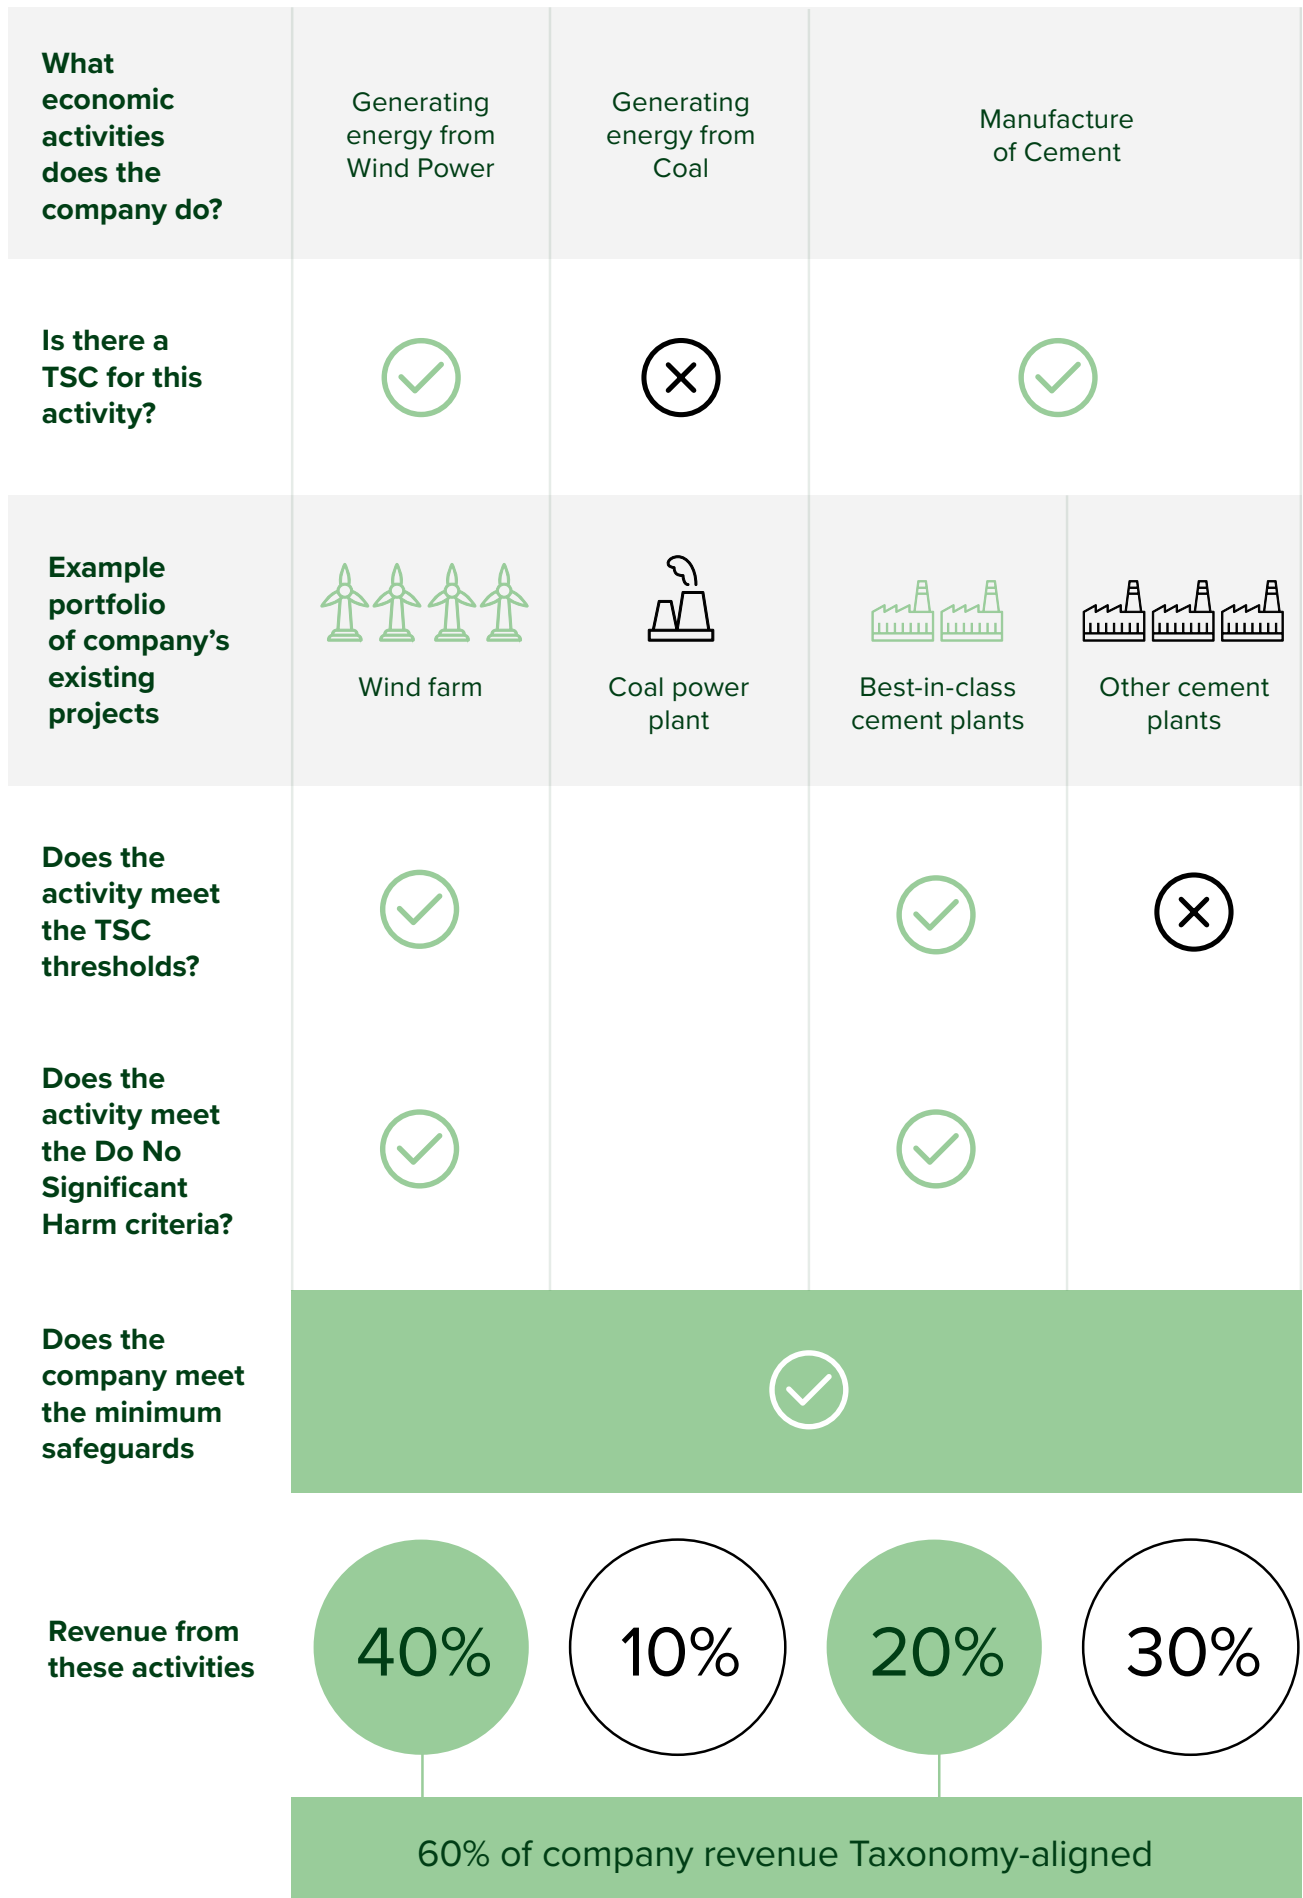 What
economic
activities
does the
company do?
Generating
energy from
Wind Power
Generating
energy from
Coal
Manufacture
of Cement
Is there a
TSC for this
activity?
Example
portfolio
of company's
existing
projects
Wind farm
Coal power
plant
Best-in-class
cement plants
Other cement
plants
Does the
activity meet
the TSC
thresholds?
Does the
activity meet
the Do No
Significant
Harm criteria?
Does the
company meet
the minimum
safeguards
Revenue from
these activities
40%
10%
20%
30%
60% of company revenue Taxonomy-aligned